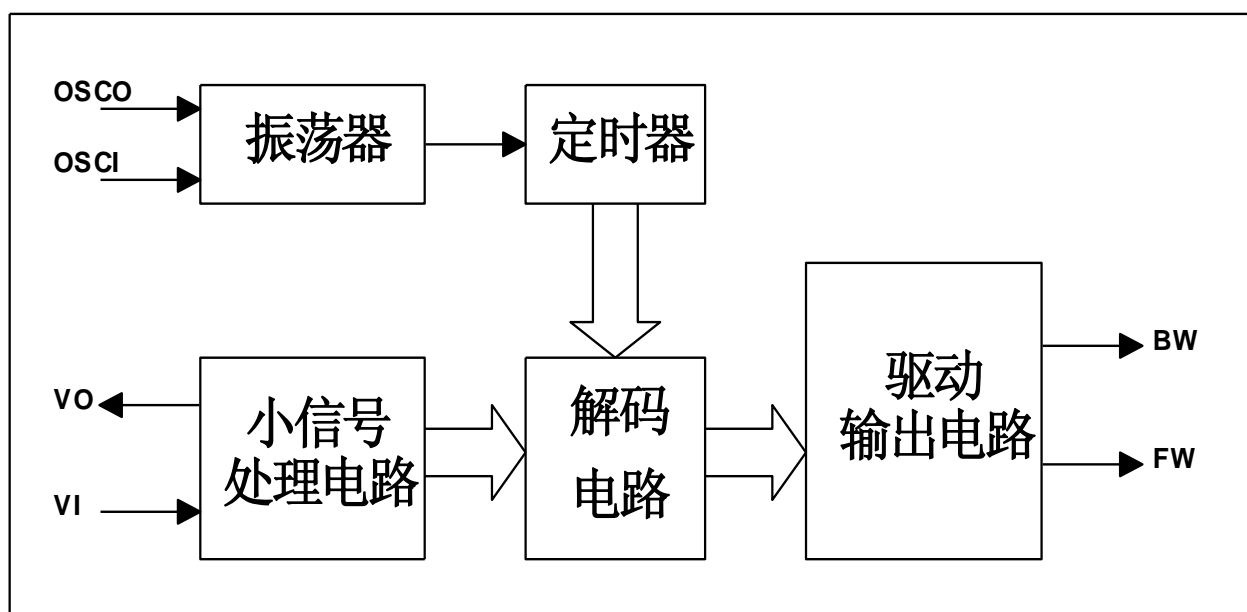 OSCO
OSCI
振荡器
定时器
VO
VI
小信号
处理电路
解码
电路
驱动
输出电路
BW
FW